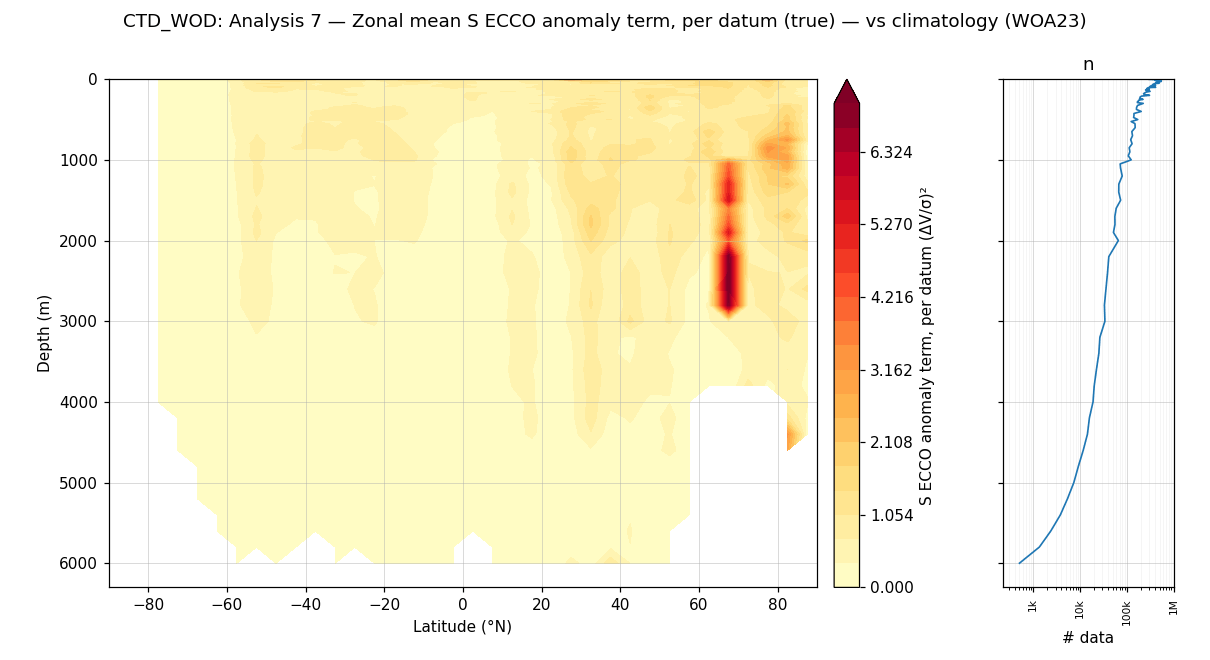 CTD_WOD: Analysis 7 — Zonal mean S ECCO anomaly term, per datum (true) — vs climatology (WOA23)
n
0
1000
2000
3000
4000
5000
6000
Depth (m)
−80
−60
−40
−20
0
20
40
60
80
Latitude (°N)
6.324
5.270
4.216
3.162
2.108
1.054
0.000
S ECCO anomaly term, per datum (ΔV/σ)²
1k
10k
100k
1M
# data